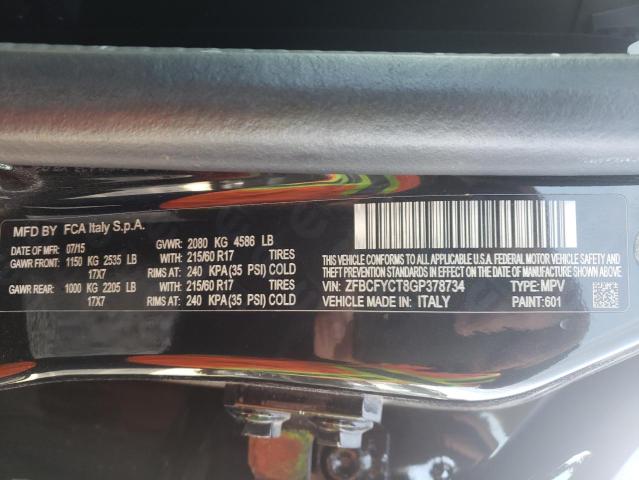 MFD BY FCA Italy S.p.A.
DATE OF MFR: 07/15 GVWR: 2080 KG 4586 LB
GAWR FRONT: 1150 KG 2535 LB WITH: 215/60 R17 TIRES
17X7 RIMS AT: 240 KPA(35 PSI) COLD
GAWR REAR: 1000 KG 2205 LB WITH: 215/60 R17 TIRES
17X7 RIMS AT: 240 KPA(35 PSI) COLD
THIS VEHICLE CONFORMS TO ALL APPLICABLE U.S.A. FEDERAL MOTOR VEHICLE SAFETY
AND THEFT PREVENTION STANDARDS IN EFFECT ON THE DATE OF MFR SHOWN ABOVE
VIN: ZFBCFYCT8GP378734 TYPE: MPV
VEHICLE MADE IN: ITALY PAINT: 601